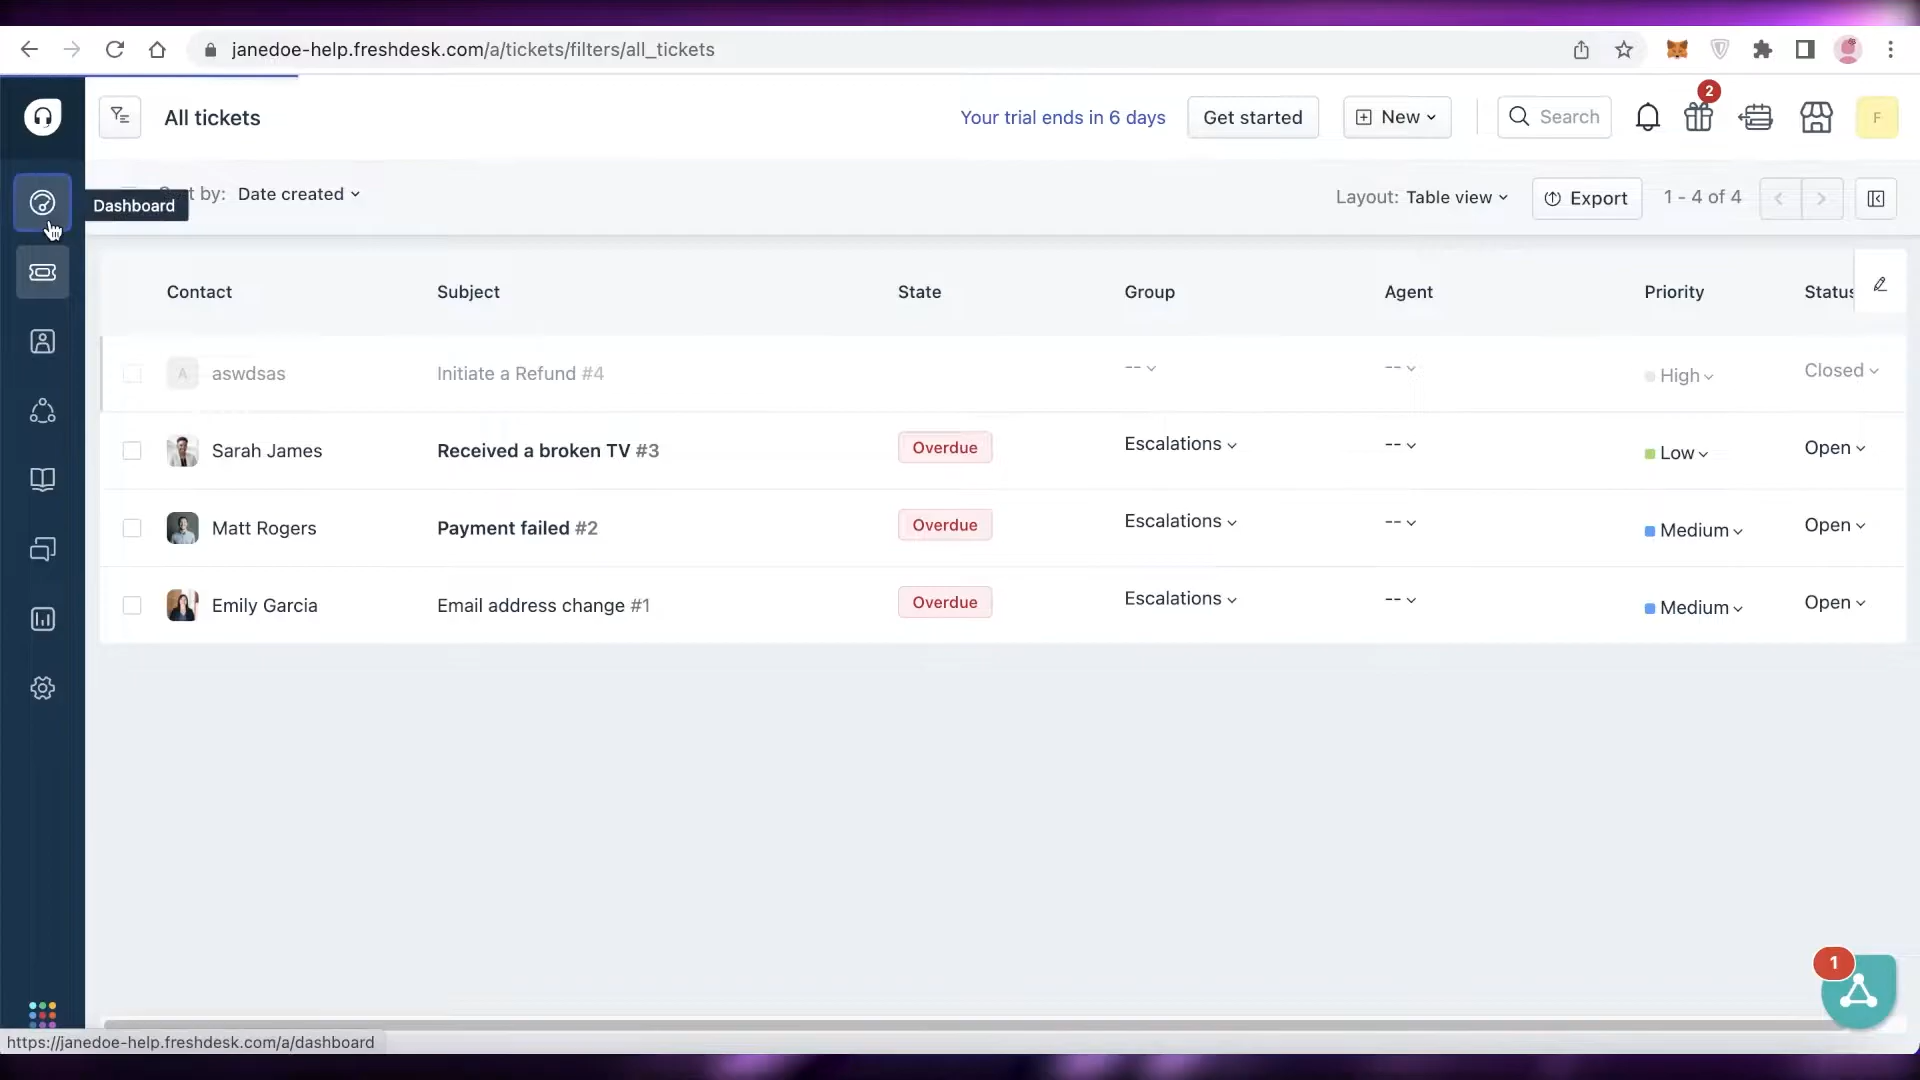 janedoe-help.freshdesk.com/a/tickets/filters/all_tickets
All tickets
Your trial ends in 6 days
Get started
New
Search
2
F
Dashboard
by: Date created
Layout: Table view
Export
1 - 4 of 4
Contact Subject State Group Agent Priority Status
A aswdsas Initiate a Refund #4 -- -- High Closed
Sarah James Received a broken TV #3 Overdue Escalations -- Low Open
Matt Rogers Payment failed #2 Overdue Escalations -- Medium Open
Emily Garcia Email address change #1 Overdue Escalations -- Medium Open
1
https://janedoe-help.freshdesk.com/a/dashboard